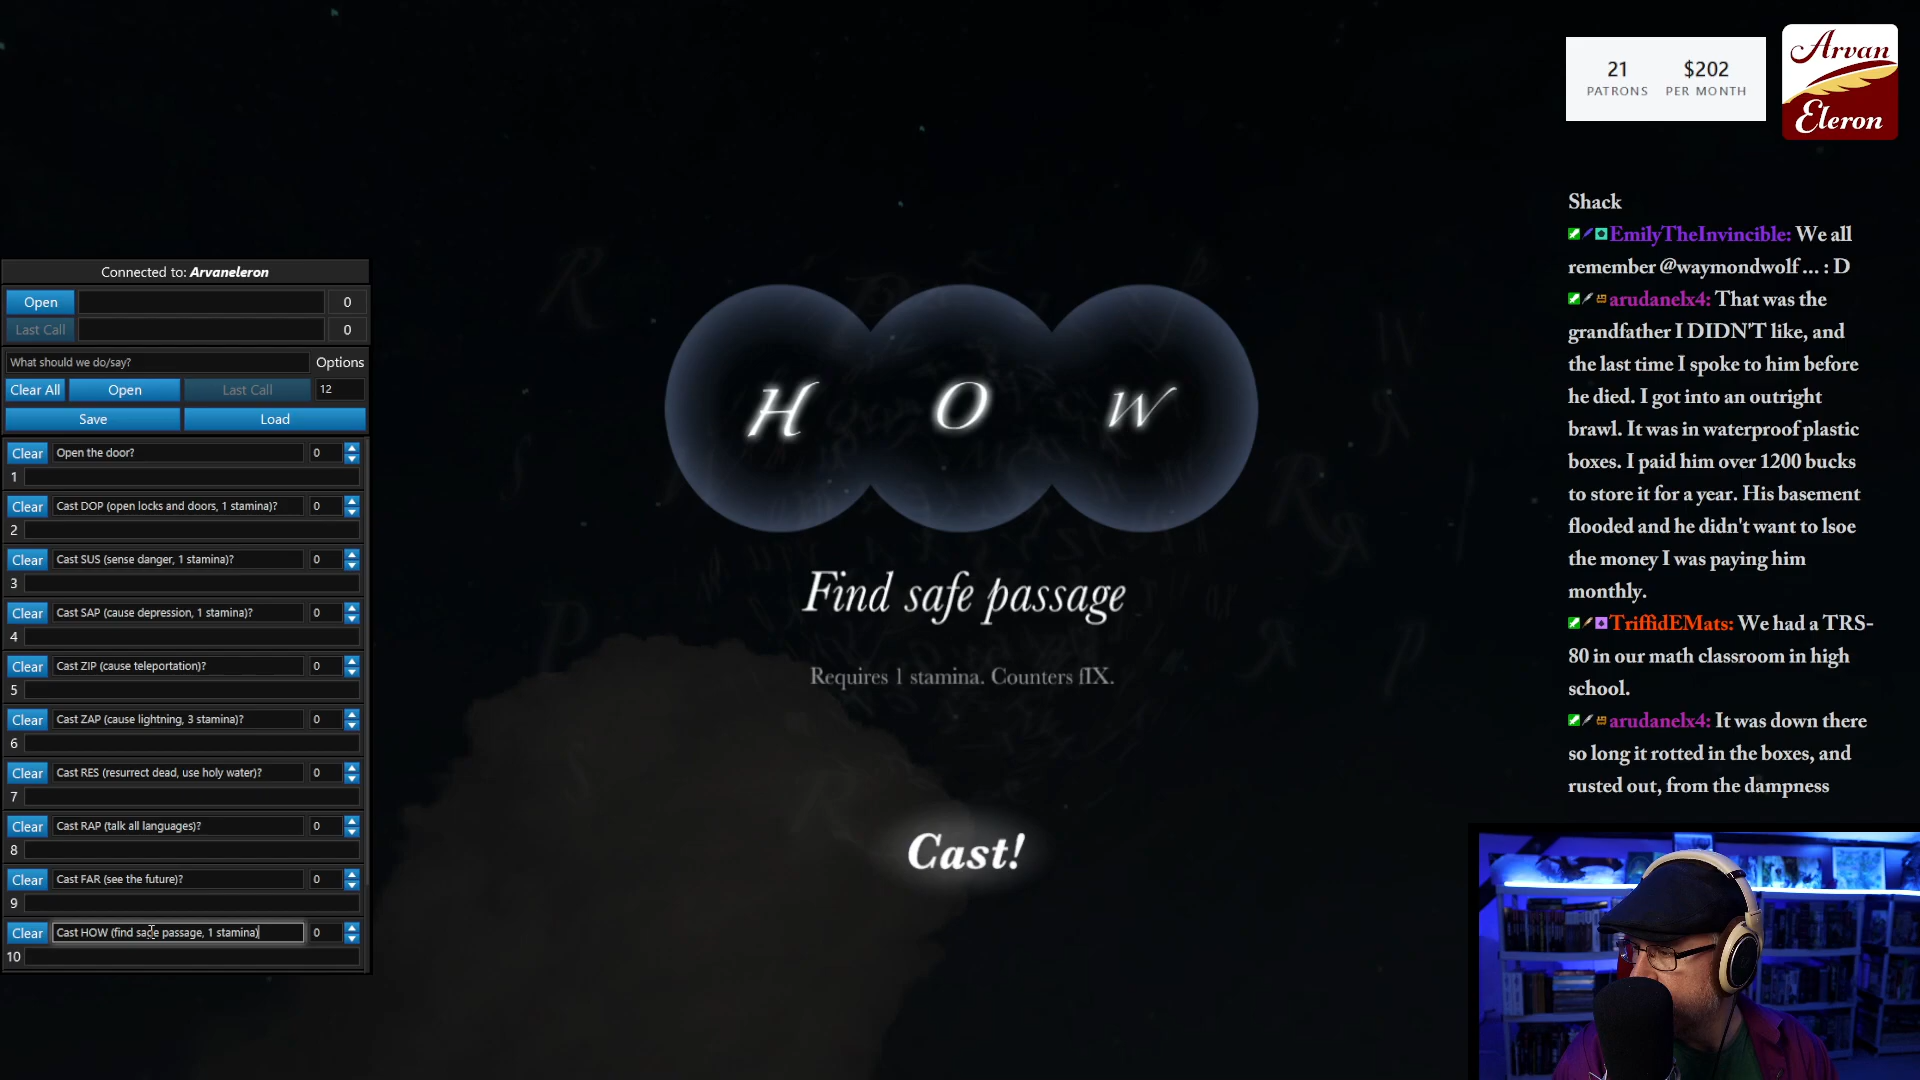 Connected to: Arvaneleron
Open 0
Last Call 0
What should we do/say? Options
Clear All Open Last Call 12
Save Load
Clear Open the door? 0
1
Clear Cast DOP (open locks and doors, 1 stamina)? 0
2
Clear Cast SUS (sense danger, 1 stamina)? 0
3
Clear Cast SAP (cause depression, 1 stamina)? 0
4
Clear Cast ZIP (cause teleportation)? 0
5
Clear Cast ZAP (cause lightning, 3 stamina)? 0
6
Clear Cast RES (resurrect dead, use holy water)? 0
7
Clear Cast RAP (talk all languages)? 0
8
Clear Cast FAR (see the future)? 0
9
Clear Cast HOW (find safe passage, 1 stamina) 0
10
H O W
Find safe passage
Requires 1 stamina. Counters fIX.
Cast!
21 $202
PATRONS PER MONTH
Arvan
Eleron
Shack
EmilyTheInvincible: We all
remember @waymondwolf ... : D
arudanelx4: That was the
grandfather I DIDN'T like, and
the last time I spoke to him before
he died. I got into an outright
brawl. It was in waterproof plastic
boxes. I paid him over 1200 bucks
to store it for a year. His basement
flooded and he didn't want to lsoe
the money I was paying him
monthly.
TriffidEMats: We had a TRS-
80 in our math classroom in high
school.
arudanelx4: It was down there
so long it rotted in the boxes, and
rusted out, from the dampness